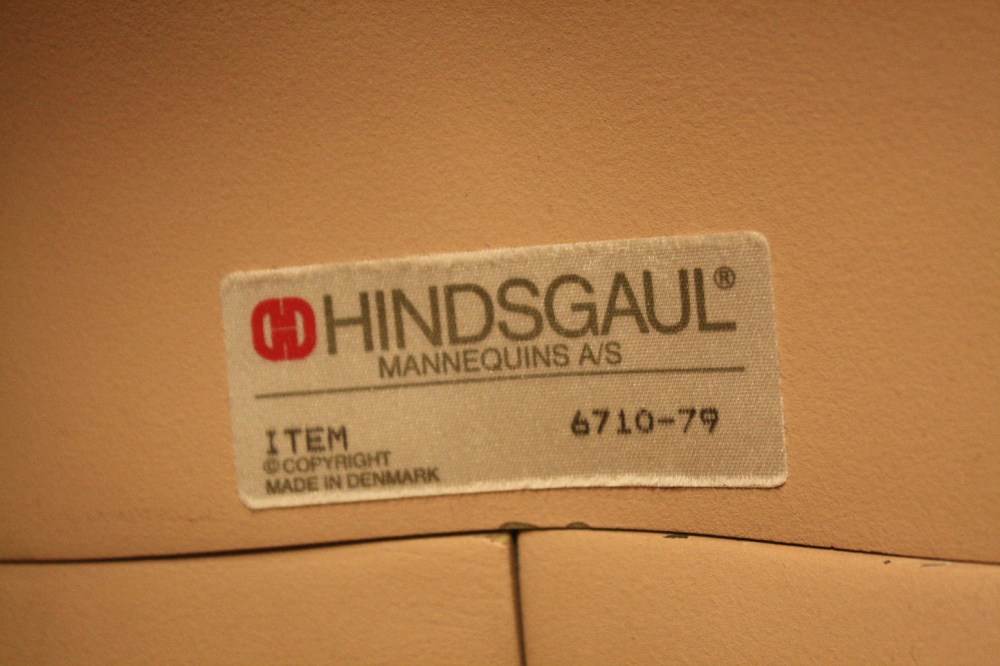 HINDSGAUL®
MANNEQUINS A/S
ITEM 6710-79
© COPYRIGHT
MADE IN DENMARK